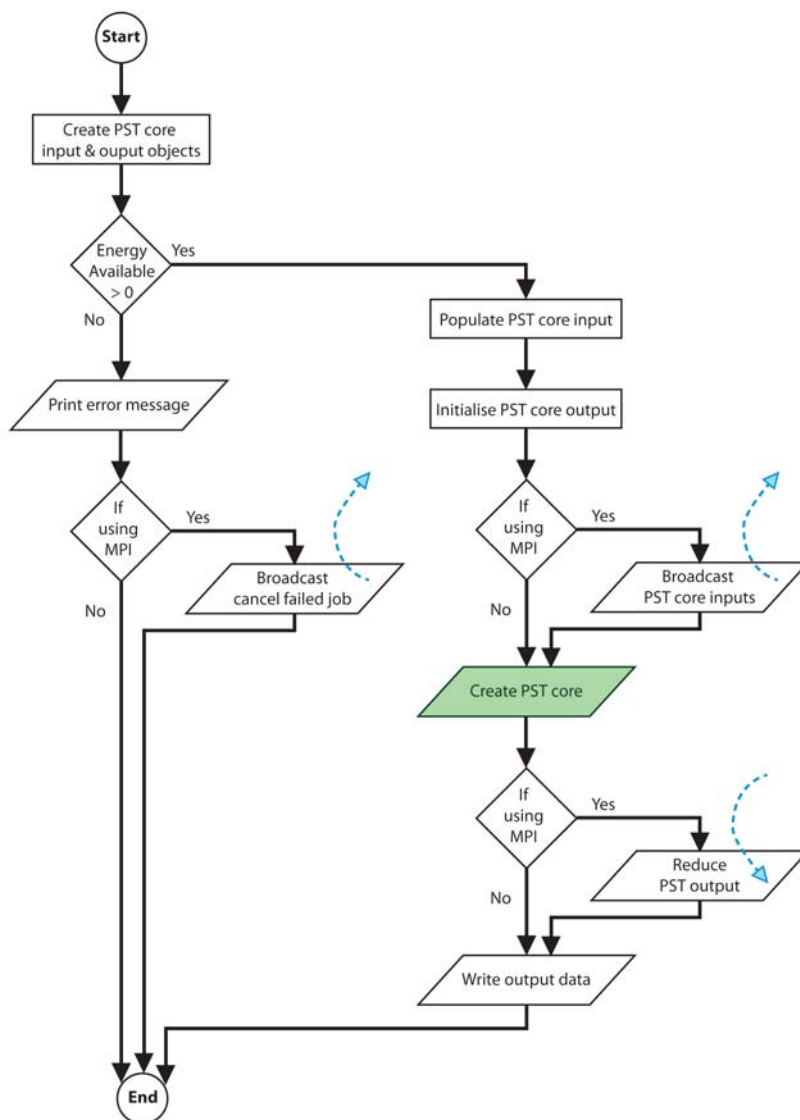 Start
Create PST core
input & ouput objects
Energy
Available
> 0
Yes
No
Populate PST core input
Print error message
Initialise PST core output
If
using
MPI
Yes
No
Broadcast
cancel failed job
If
using
MPI
Yes
No
Broadcast
PST core inputs
Create PST core
If
using
MPI
Yes
No
Reduce
PST output
Write output data
End